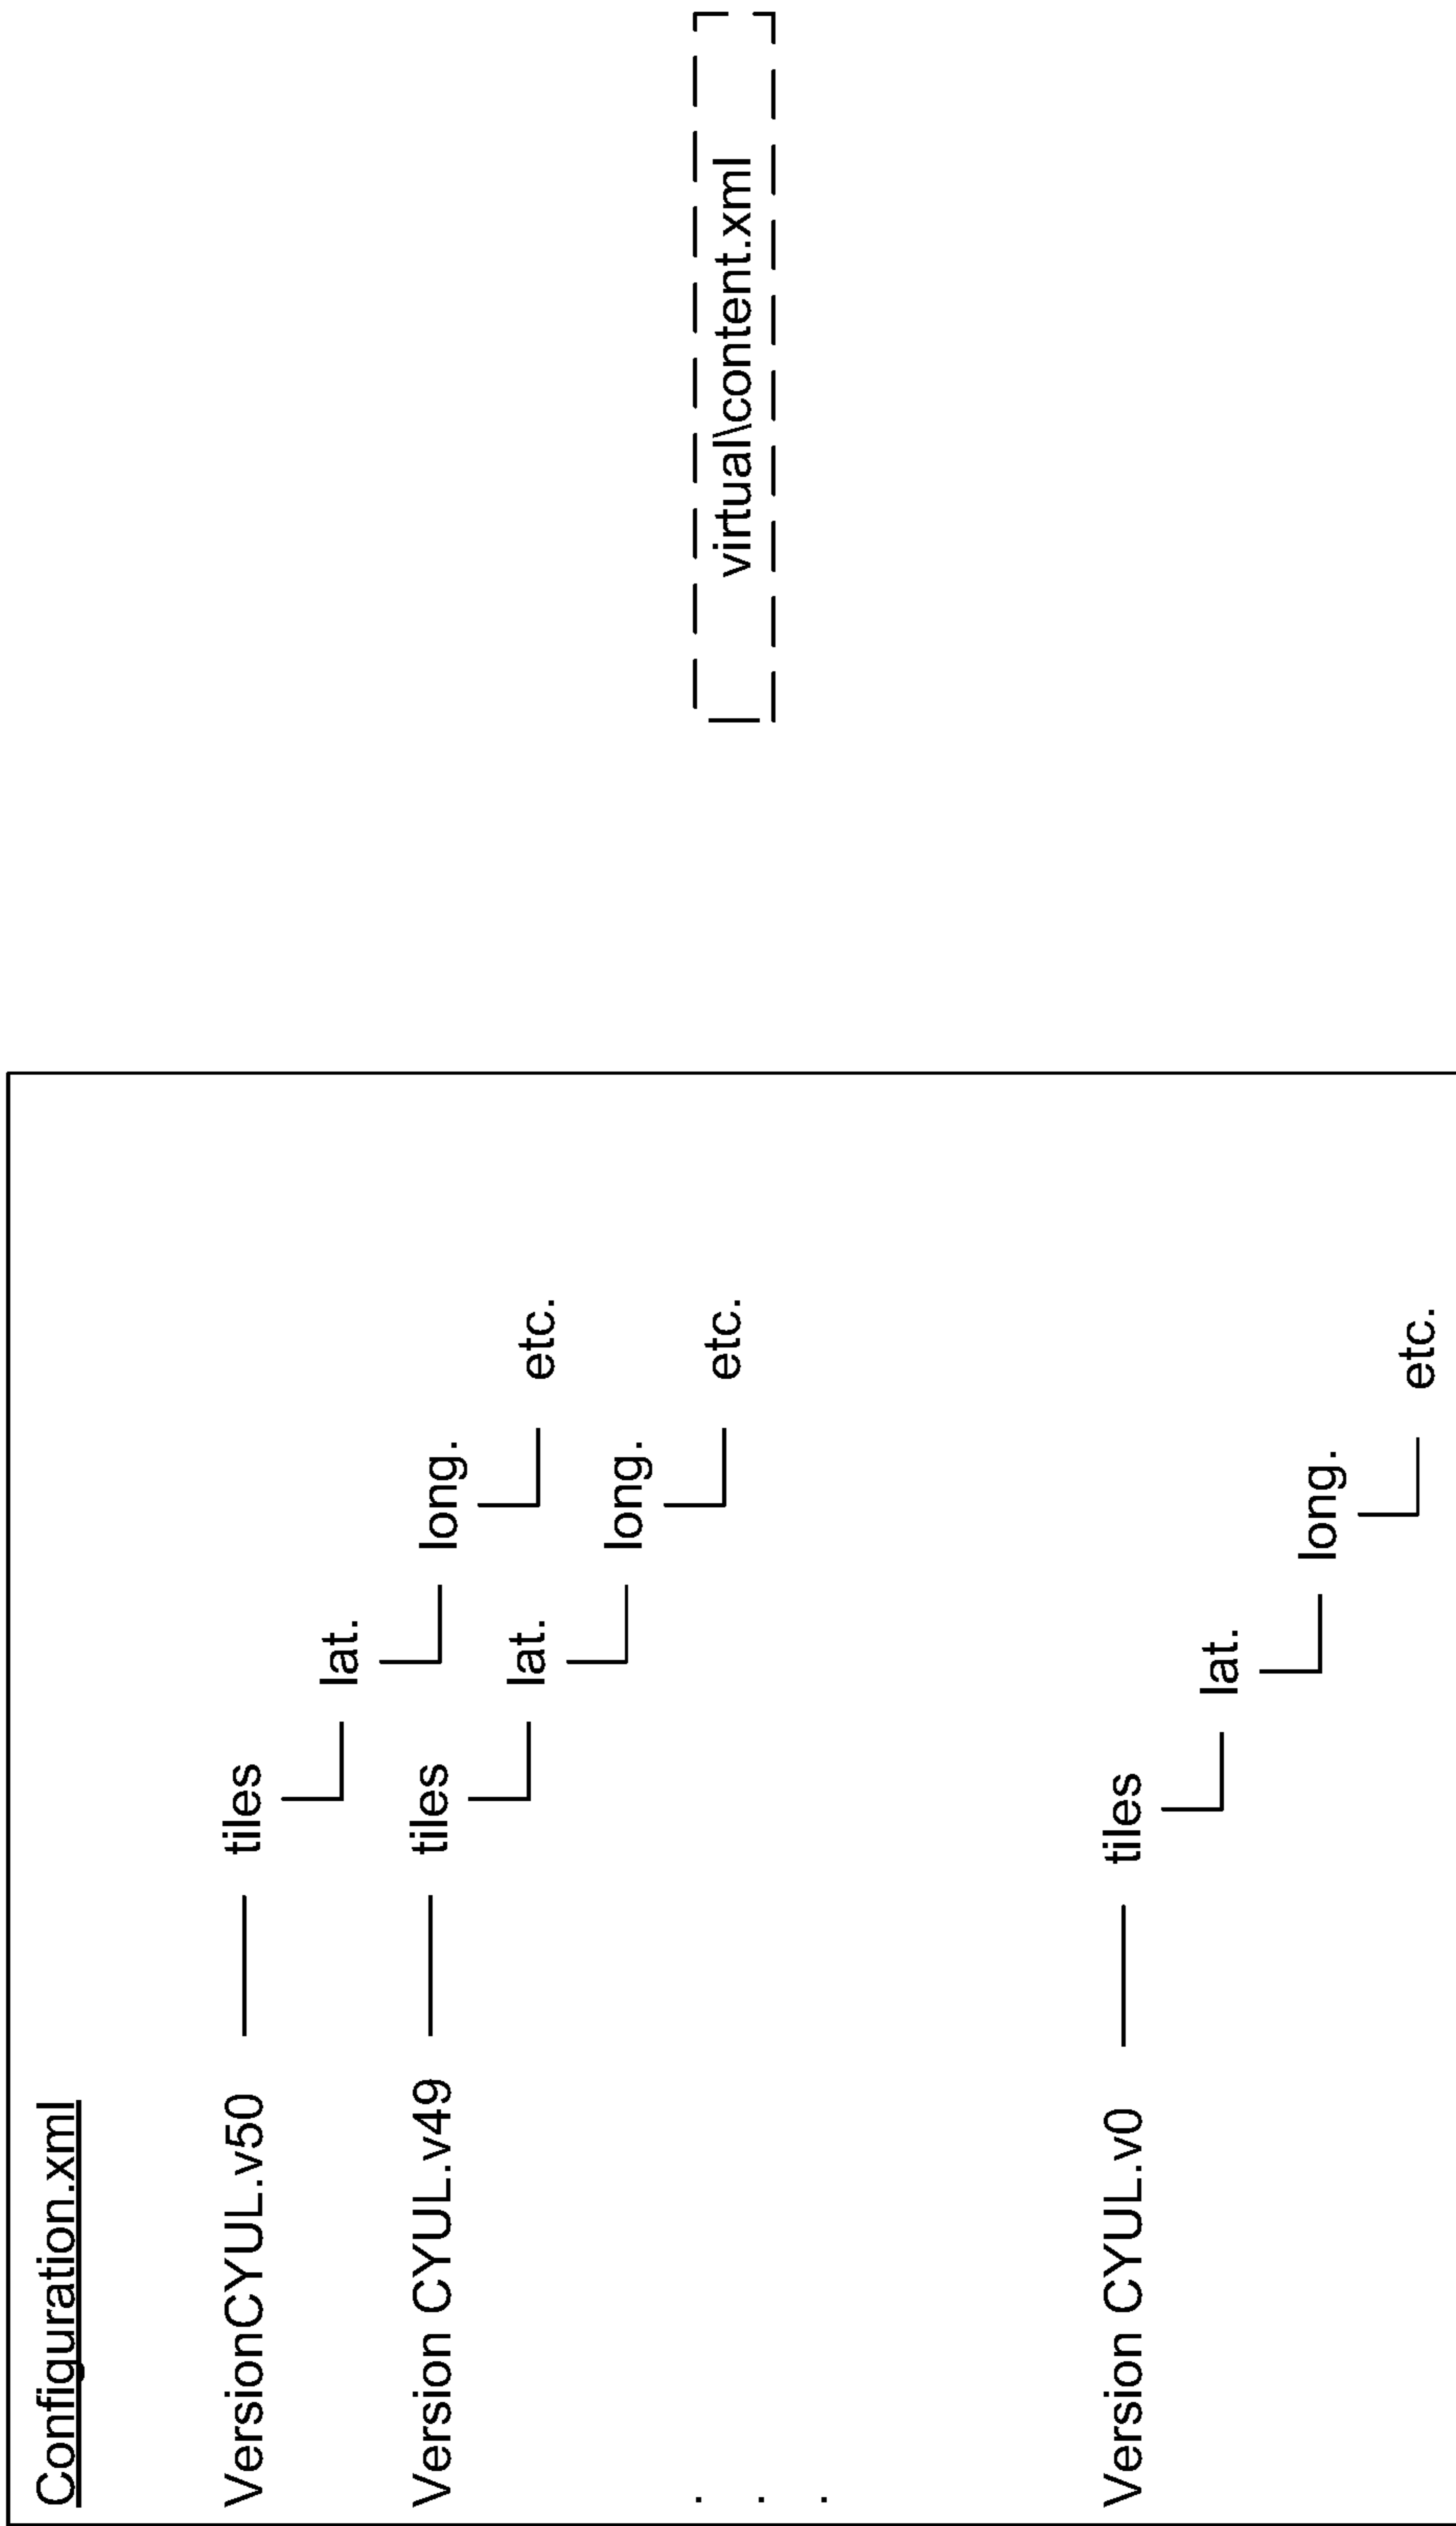 Configuration.xml
VersionCYUL.v50 tiles
lat.
long.
etc.
Version CYUL.v49 tiles
lat.
long.
etc.
.
.
.
Version CYUL.v0 tiles
lat.
long.
etc.
virtual\content.xml